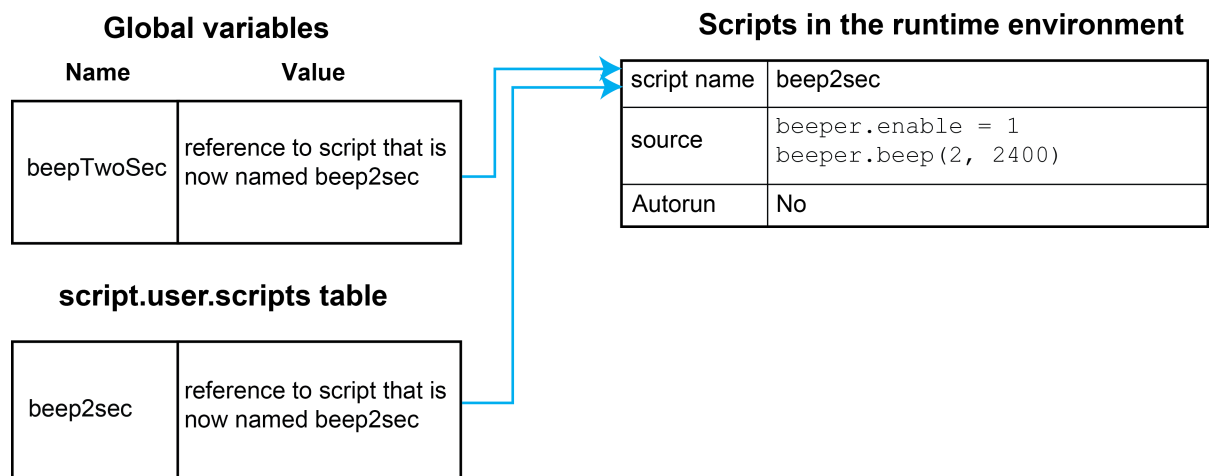 Global variables
Name Value
beepTwoSec
reference to script that is
now named beep2sec
script.user.scripts table
beep2sec
reference to script that is
now named beep2sec
Scripts in the runtime environment
script name beep2sec
source
beeper.enable = 1
beeper.beep(2, 2400)
Autorun No